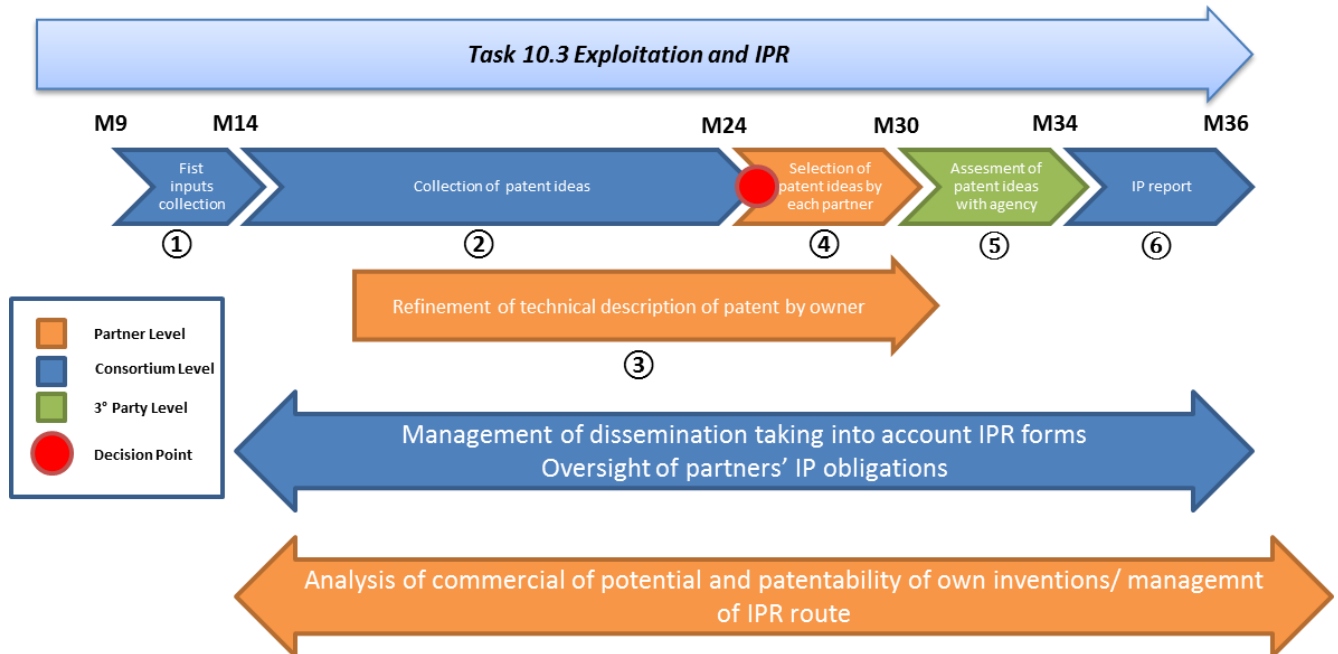 Task 10.3 Exploitation and IPR
M9
M14
M24
M30
M34
M36
Fist
inputs
collection
Collection of patent ideas
Selection of
patent ideas by
each partner
Assesment of
patent ideas
with agency
IP report
①
②
④
⑤
⑥
Refinement of technical description of patent by owner
③
Partner Level
Consortium Level
3° Party Level
Decision Point
Management of dissemination taking into account IPR forms
Oversight of partners’ IP obligations
Analysis of commercial of potential and patentability of own inventions/ managemnt
of IPR route